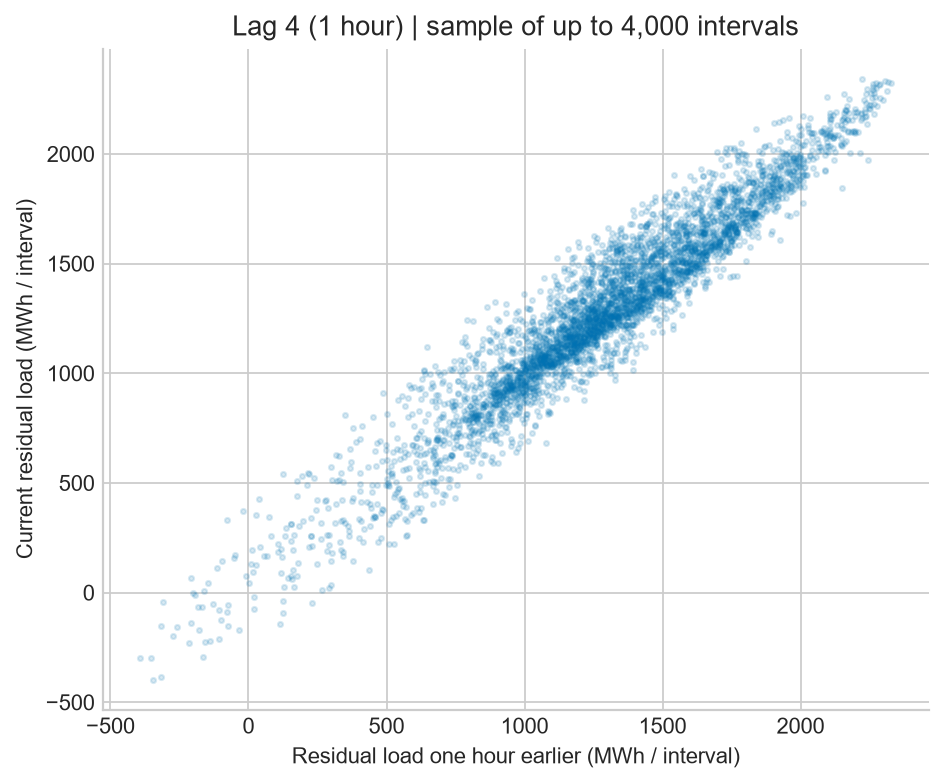 Lag 4 (1 hour) | sample of up to 4,000 intervals
Current residual load (MWh / interval)
2000
1500
1000
500
0
−500
−500 0 500 1000 1500 2000
Residual load one hour earlier (MWh / interval)